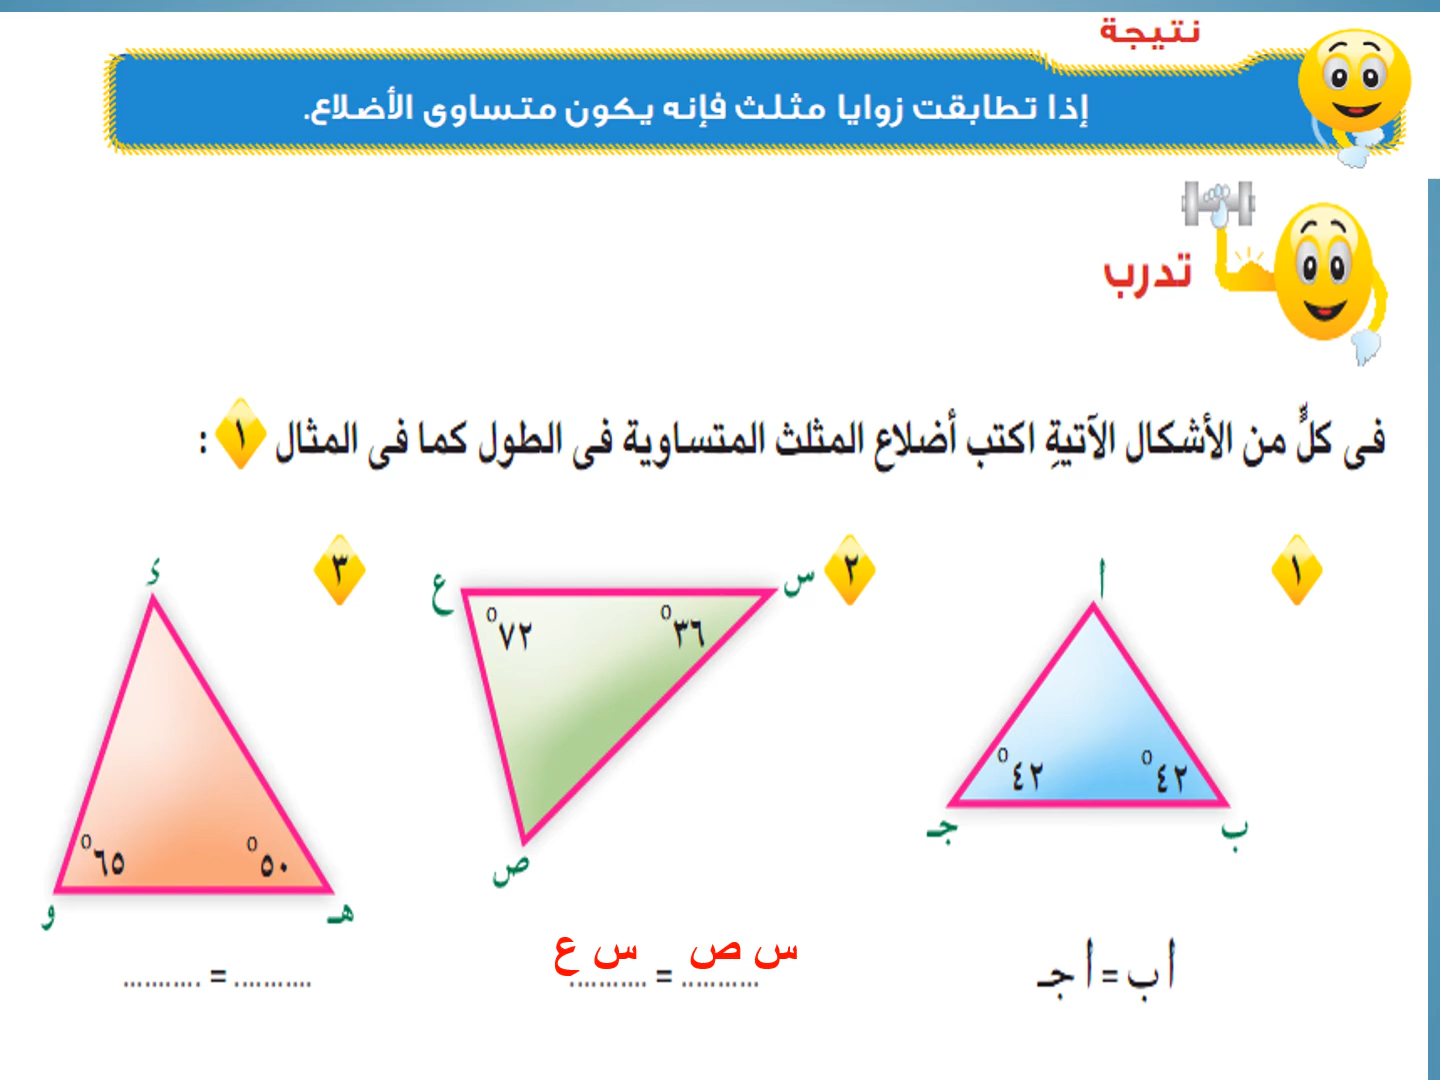 نتيجة
إذا تطابقت زوايا مثلث فإنه يكون متساوى الأضلاع.
تدرب
فى كلٍّ من الأشكال الآتيةِ اكتب أضلاع المثلث المتساوية فى الطول كما فى المثال ١ :
١
أ
٤٢°
٤٢°
ب
جـ
أ ب = أ جـ
٢
س
ع
٣٦°
٧٢°
ص
س ص = س ع
.......... = ..........
٣
ء
٥٠°
٦٥°
هـ
و
.......... = ..........